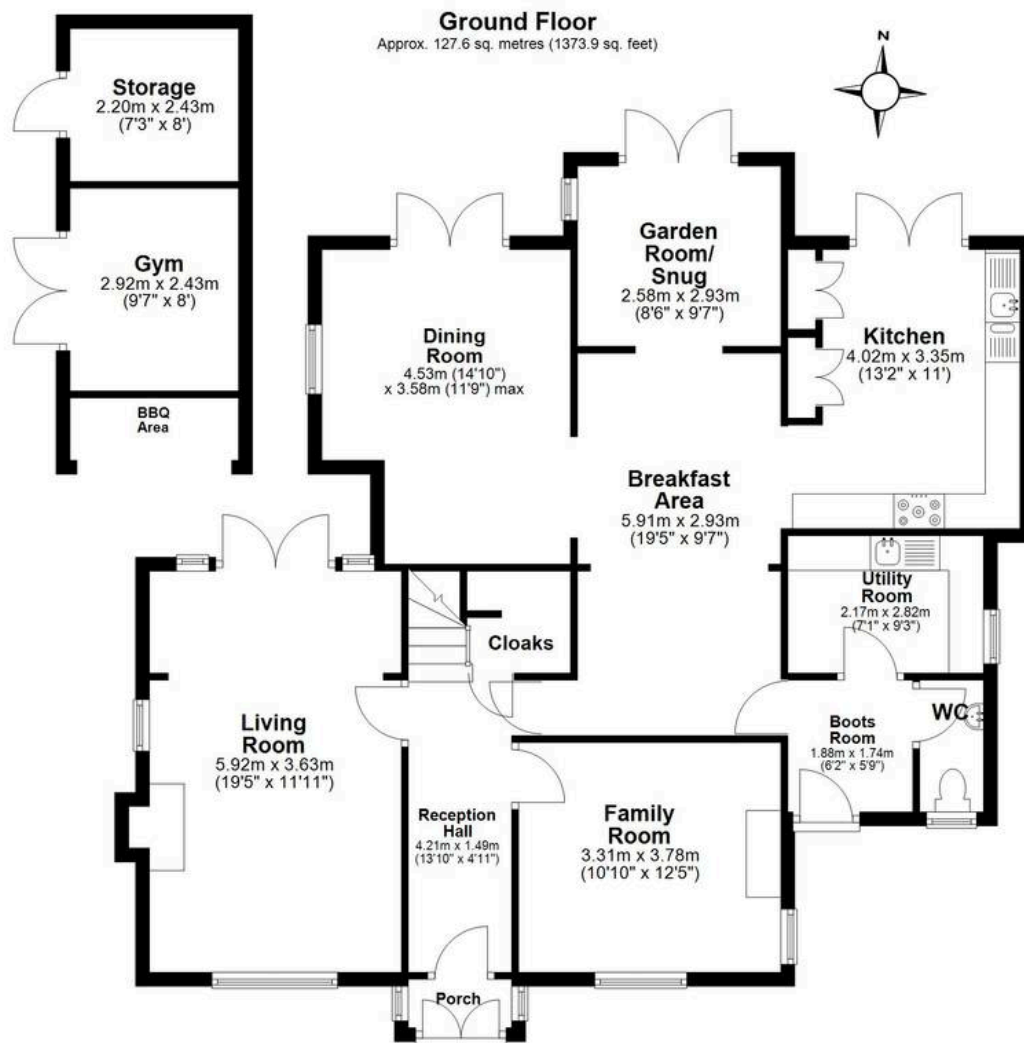 Ground Floor
Approx. 127.6 sq. metres (1373.9 sq. feet)
N
Storage
2.20m x 2.43m
(7'3" x 8')
Gym
2.92m x 2.43m
(9'7" x 8')
BBQ
Area
Garden
Room/
Snug
2.58m x 2.93m
(8'6" x 9'7")
Dining
Room
4.53m (14'10")
x 3.58m (11'9") max
Kitchen
4.02m x 3.35m
(13'2" x 11')
Breakfast
Area
5.91m x 2.93m
(19'5" x 9'7")
Utility
Room
2.17m x 2.82m
(7'1" x 9'3")
Cloaks
Living
Room
5.92m x 3.63m
(19'5" x 11'11")
WC
Boots
Room
1.88m x 1.74m
(6'2" x 5'9")
Reception
Hall
4.21m x 1.49m
(13'10" x 4'11")
Family
Room
3.31m x 3.78m
(10'10" x 12'5")
Porch